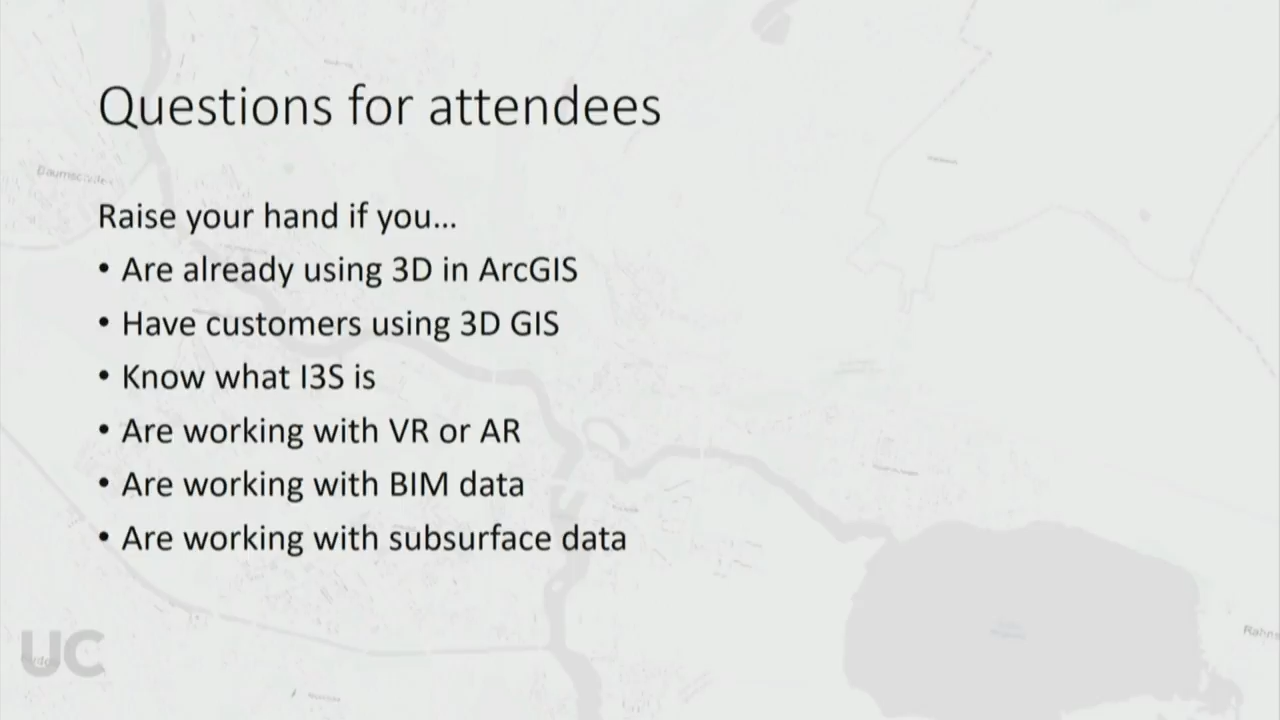 Questions for attendees
Raise your hand if you...
• Are already using 3D in ArcGIS
• Have customers using 3D GIS
• Know what I3S is
• Are working with VR or AR
• Are working with BIM data
• Are working with subsurface data
UC